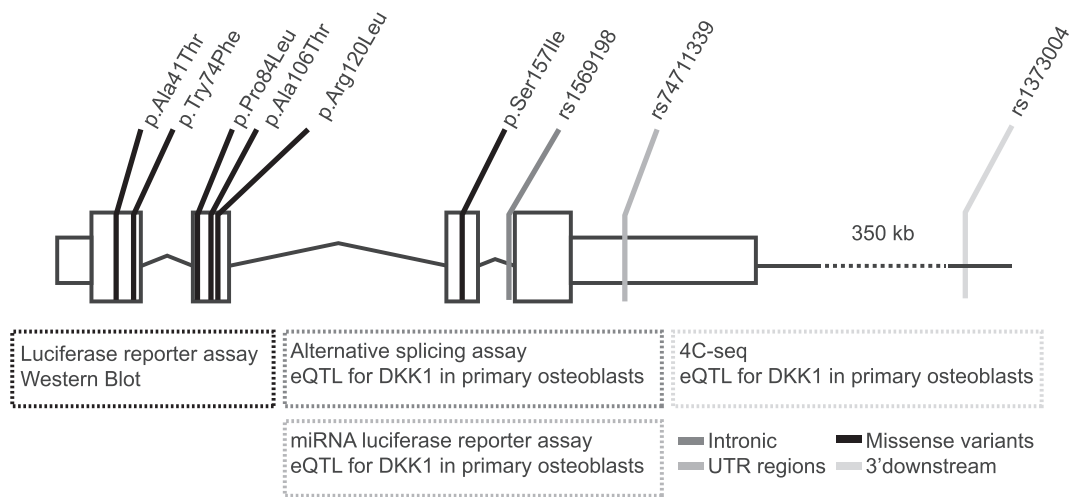 p.Ala41Thr
p.Try74Phe
p.Pro84Leu
p.Ala106Thr
p.Arg120Leu
p.Ser157Ile
rs1569198
rs74711339
rs1373004
350 kb
Luciferase reporter assay
Western Blot
Alternative splicing assay
eQTL for DKK1 in primary osteoblasts
4C-seq
eQTL for DKK1 in primary osteoblasts
miRNA luciferase reporter assay
eQTL for DKK1 in primary osteoblasts
Intronic
Missense variants
UTR regions
3'downstream